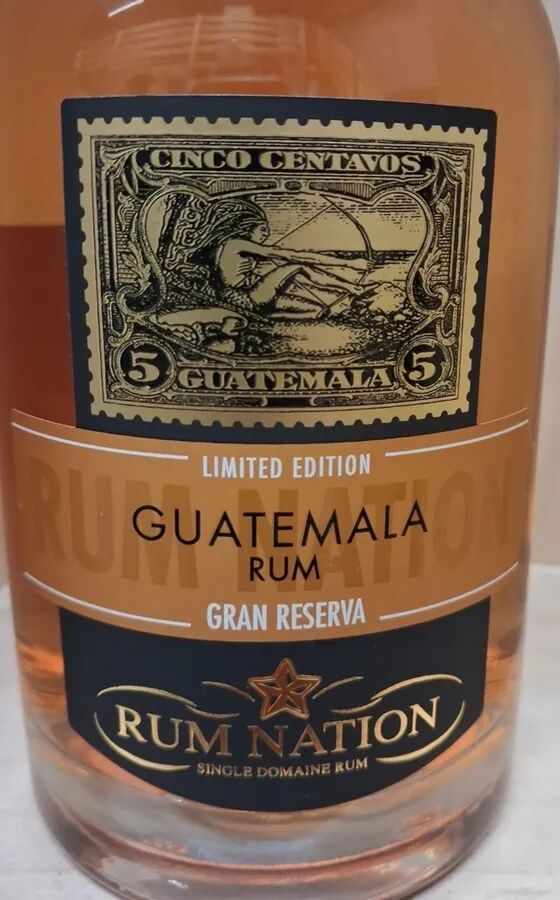 CINCO CENTAVOS
5 GUATEMALA 5
LIMITED EDITION
RUM NATION
GUATEMALA
RUM
GRAN RESERVA
RUM NATION
SINGLE DOMAINE RUM